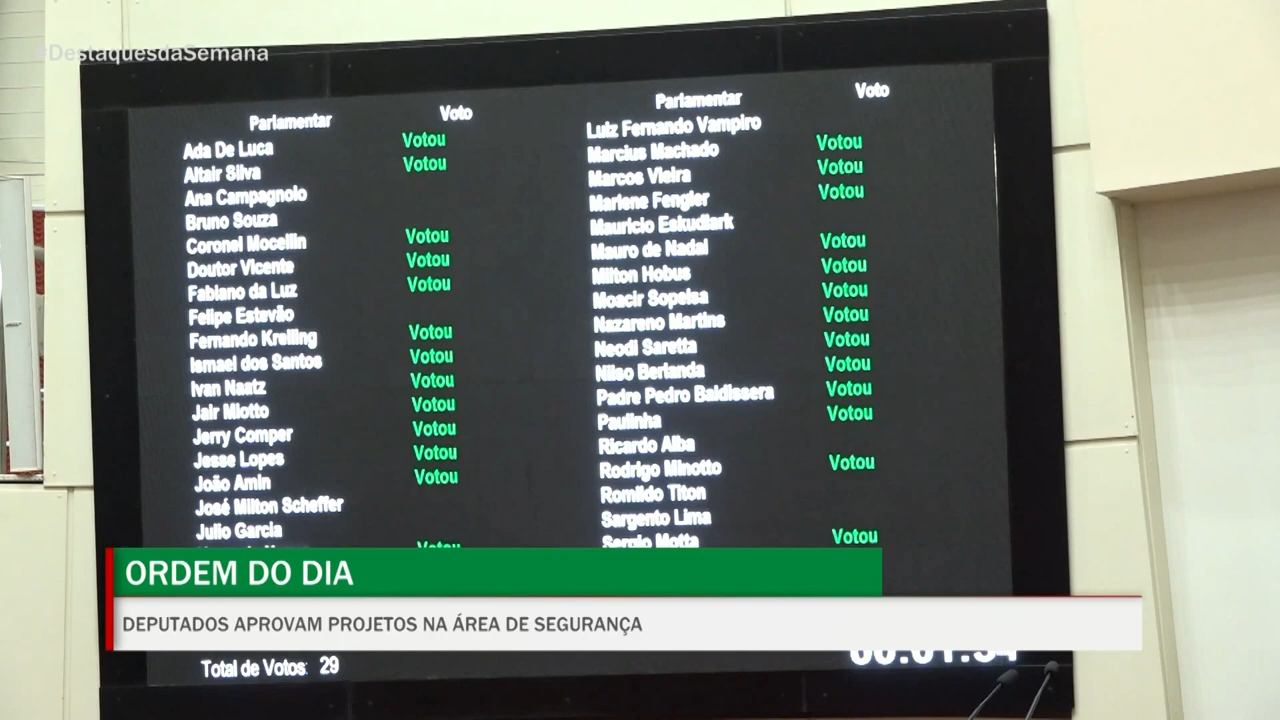 #DestaquesdaSemana
Parlamentar Voto
Ada De Luca Votou
Altair Silva Votou
Ana Campagnolo
Bruno Souza
Coronel Mocellin Votou
Doutor Vicente Votou
Fabiano da Luz Votou
Felipe Estevão
Fernando Krelling Votou
Ismael dos Santos Votou
Ivan Naatz Votou
Jair Miotto Votou
Jerry Comper Votou
Jesse Lopes Votou
João Amin Votou
José Milton Scheffer
Julio Garcia
Votou
Parlamentar Voto
Luiz Fernando Vampiro
Marcius Machado Votou
Marcos Vieira Votou
Marlene Fengler Votou
Mauricio Eskudlark
Mauro de Nadal Votou
Milton Hobus Votou
Moacir Sopelsa Votou
Nazareno Martins Votou
Neodi Saretta Votou
Nilso Berlanda Votou
Padre Pedro Baldissera Votou
Paulinha Votou
Ricardo Alba
Rodrigo Minotto Votou
Romildo Titon
Sargento Lima
Sergio Motta Votou
ORDEM DO DIA
DEPUTADOS APROVAM PROJETOS NA ÁREA DE SEGURANÇA
Total de Votos: 29
00:01:54